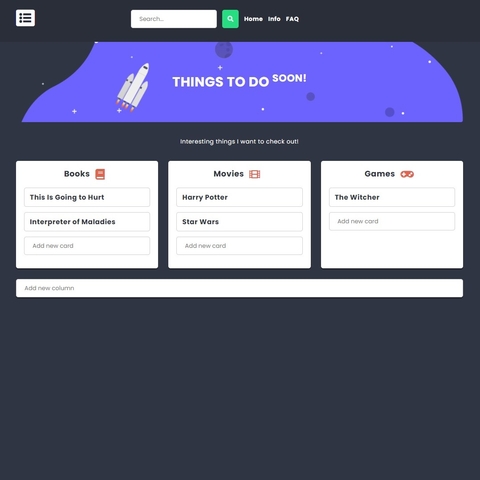 Search...
Home Info FAQ
THINGS TO DO SOON!
Interesting things I want to check out!
Books
This Is Going to Hurt
Interpreter of Maladies
Add new card
Movies
Harry Potter
Star Wars
Add new card
Games
The Witcher
Add new card
Add new column